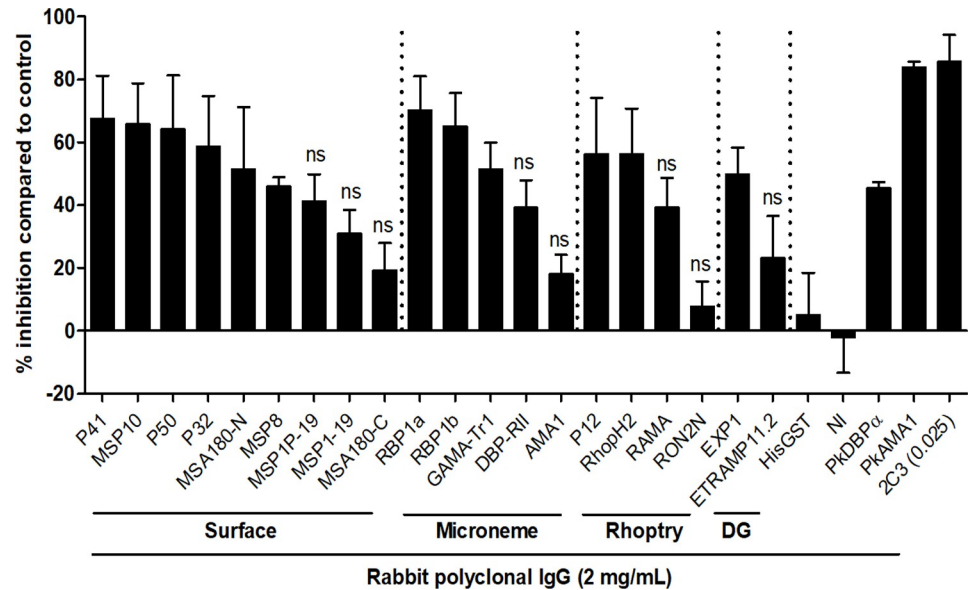 % inhibition compared to control
100
80
60
40
20
0
-20
ns
ns
ns
ns
ns
ns
ns
ns
P41
MSP10
P50
P32
MSA180-N
MSP8
MSP1P-19
MSP1-19
MSA180-C
RBP1a
RBP1b
GAMA-Tr1
DBP-RII
AMA1
P12
RhopH2
RAMA
RON2N
EXP1
ETRAMP11.2
HisGST
NI
PkDBPα
PkAMA1
2C3 (0.025)
Surface
Microneme
Rhoptry
DG
Rabbit polyclonal IgG (2 mg/mL)